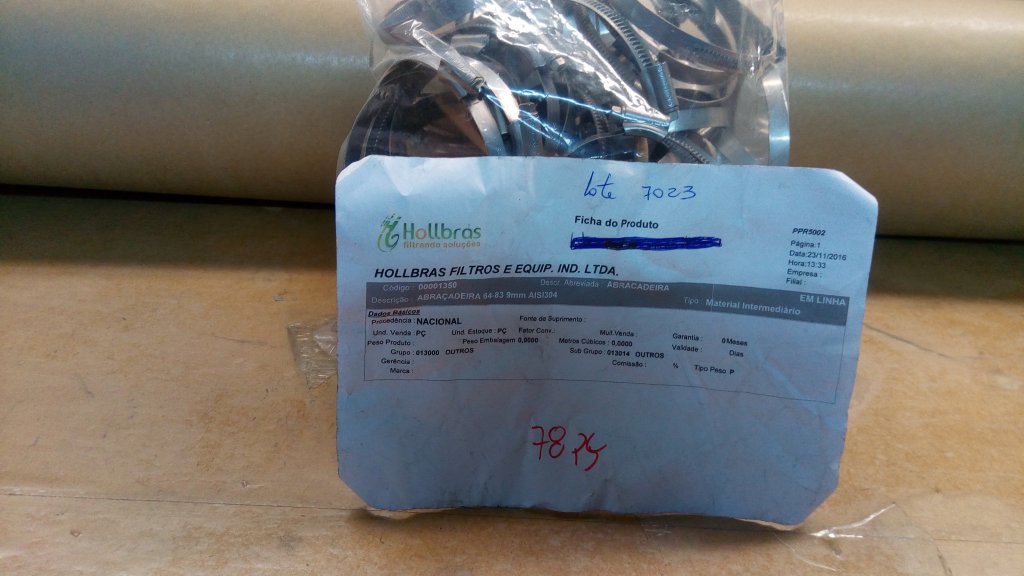 lote 7023
Hollbras
filtrando soluções
Ficha do Produto
PPR5002
Página:1
Data:23/11/2016
Hora:13:33
Empresa :
Filial :
HOLLBRAS FILTROS E EQUIP. IND. LTDA.
Código : 00001350 Descr. Abreviada : ABRACADEIRA EM LINHA
Descrição : ABRAÇADEIRA 64-83 9mm AISI304 Tipo : Material Intermediário
Dados Básicos
Procedência : NACIONAL Fonte de Suprimento :
Und. Venda : PÇ Und. Estoque : PÇ Fator Conv.: Mult.Venda : Garantia : 0 Meses
Peso Produto : Peso Embalagem 0,0000 Metros Cúbicos : 0,0000 Validade : Dias
Grupo : 013000 OUTROS Sub Grupo : 013014 OUTROS
Gerência : Comissão : % Tipo Peso P
Marca :
78 pç